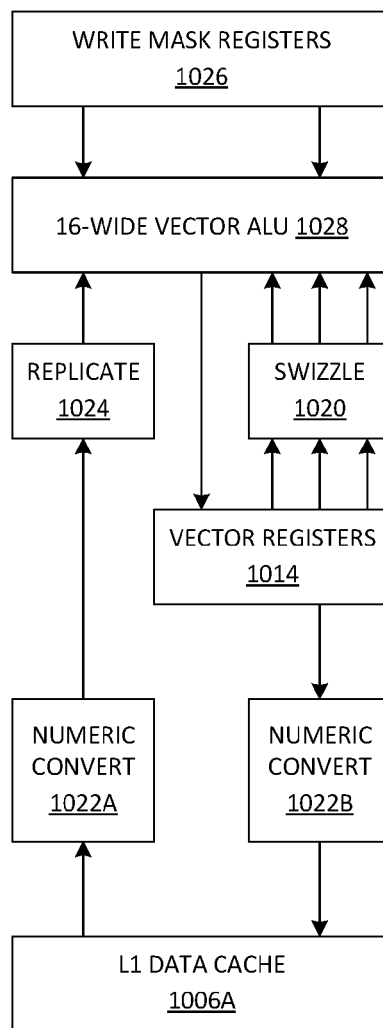 WRITE MASK REGISTERS
1026
16-WIDE VECTOR ALU 1028
REPLICATE
1024
SWIZZLE
1020
VECTOR REGISTERS
1014
NUMERIC
CONVERT
1022A
NUMERIC
CONVERT
1022B
L1 DATA CACHE
1006A